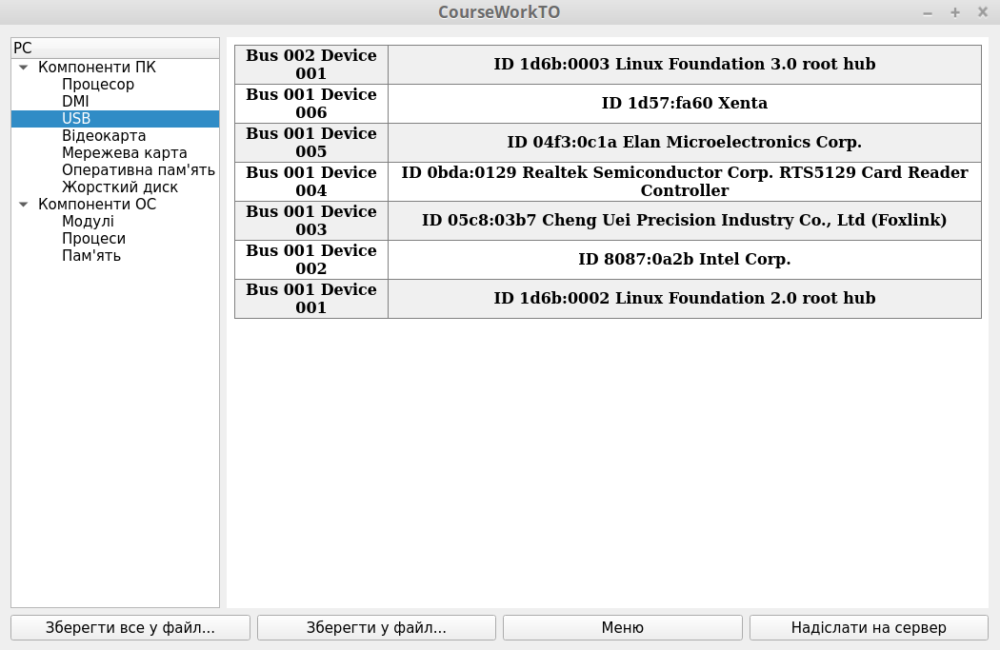 CourseWorkTO
PC
Компоненти ПК
Процесор
DMI
USB
Відеокарта
Мережева карта
Оперативна пам'ять
Жорсткий диск
Компоненти ОС
Модулі
Процеси
Пам'ять
Bus 002 Device
001
ID 1d6b:0003 Linux Foundation 3.0 root hub
Bus 001 Device
006
ID 1d57:fa60 Xenta
Bus 001 Device
005
ID 04f3:0c1a Elan Microelectronics Corp.
Bus 001 Device
004
ID 0bda:0129 Realtek Semiconductor Corp. RTS5129 Card Reader
Controller
Bus 001 Device
003
ID 05c8:03b7 Cheng Uei Precision Industry Co., Ltd (Foxlink)
Bus 001 Device
002
ID 8087:0a2b Intel Corp.
Bus 001 Device
001
ID 1d6b:0002 Linux Foundation 2.0 root hub
Зберегти все у файл...
Зберегти у файл...
Меню
Надіслати на сервер